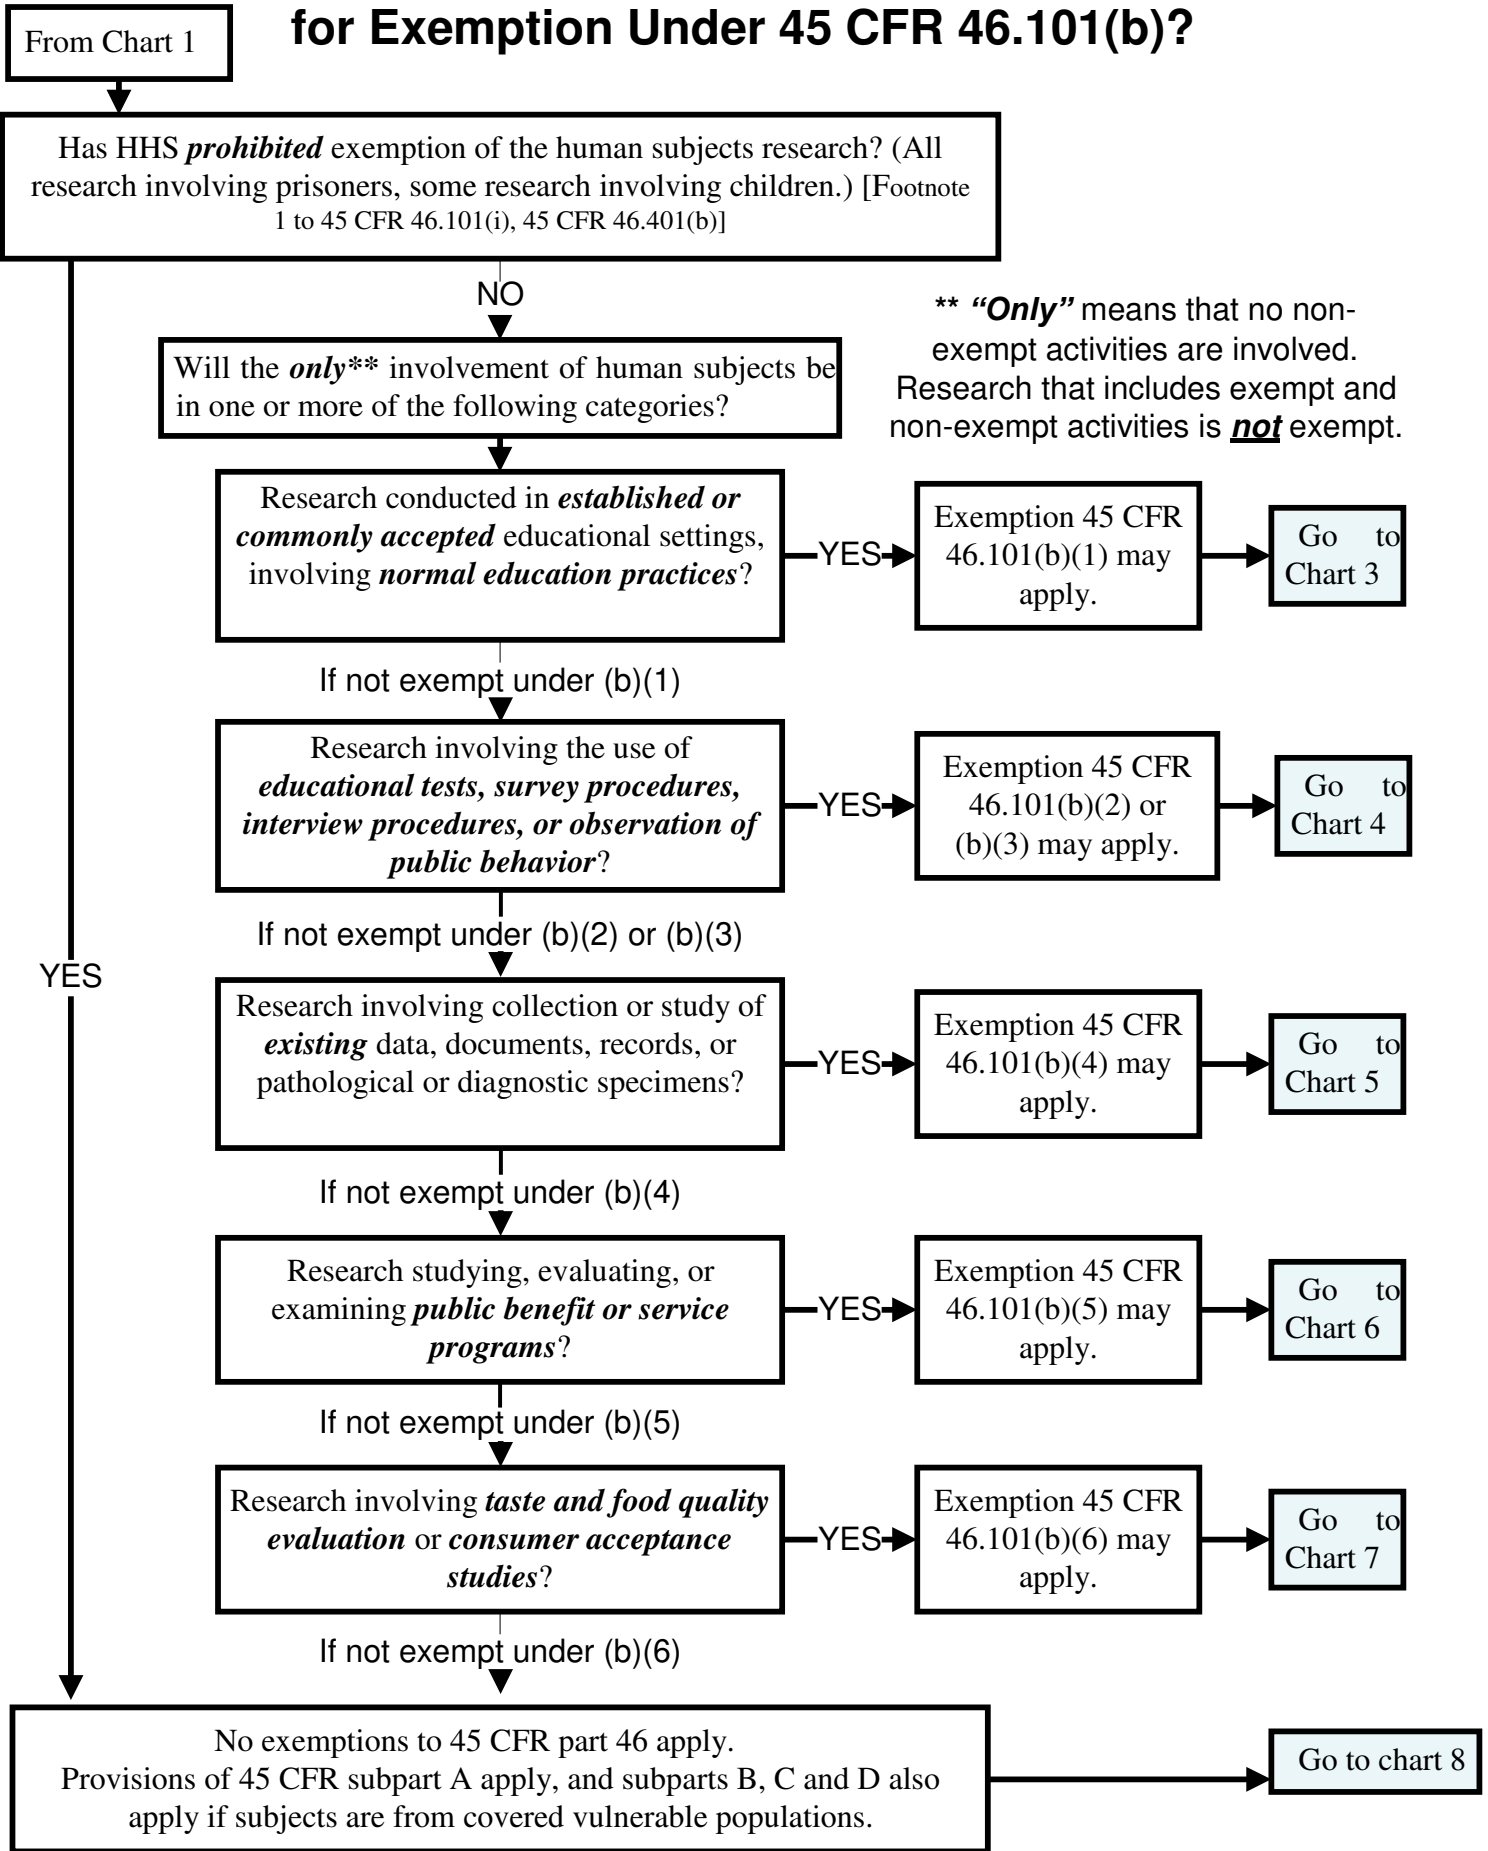 for Exemption Under 45 CFR 46.101(b)?
From Chart 1
Has HHS prohibited exemption of the human subjects research? (All
research involving prisoners, some research involving children.) [Footnote
1 to 45 CFR 46.101(i), 45 CFR 46.401(b)]
NO
** “Only” means that no non-
exempt activities are involved.
Research that includes exempt and
non-exempt activities is not exempt.
Will the only** involvement of human subjects be
in one or more of the following categories?
Research conducted in established or
commonly accepted educational settings,
involving normal education practices?
YES
Exemption 45 CFR
46.101(b)(1) may
apply.
Go to
Chart 3
If not exempt under (b)(1)
Research involving the use of
educational tests, survey procedures,
interview procedures, or observation of
public behavior?
YES
Exemption 45 CFR
46.101(b)(2) or
(b)(3) may apply.
Go to
Chart 4
If not exempt under (b)(2) or (b)(3)
YES
Research involving collection or study of
existing data, documents, records, or
pathological or diagnostic specimens?
YES
Exemption 45 CFR
46.101(b)(4) may
apply.
Go to
Chart 5
If not exempt under (b)(4)
Research studying, evaluating, or
examining public benefit or service
programs?
YES
Exemption 45 CFR
46.101(b)(5) may
apply.
Go to
Chart 6
If not exempt under (b)(5)
Research involving taste and food quality
evaluation or consumer acceptance
studies?
YES
Exemption 45 CFR
46.101(b)(6) may
apply.
Go to
Chart 7
If not exempt under (b)(6)
No exemptions to 45 CFR part 46 apply.
Provisions of 45 CFR subpart A apply, and subparts B, C and D also
apply if subjects are from covered vulnerable populations.
Go to chart 8